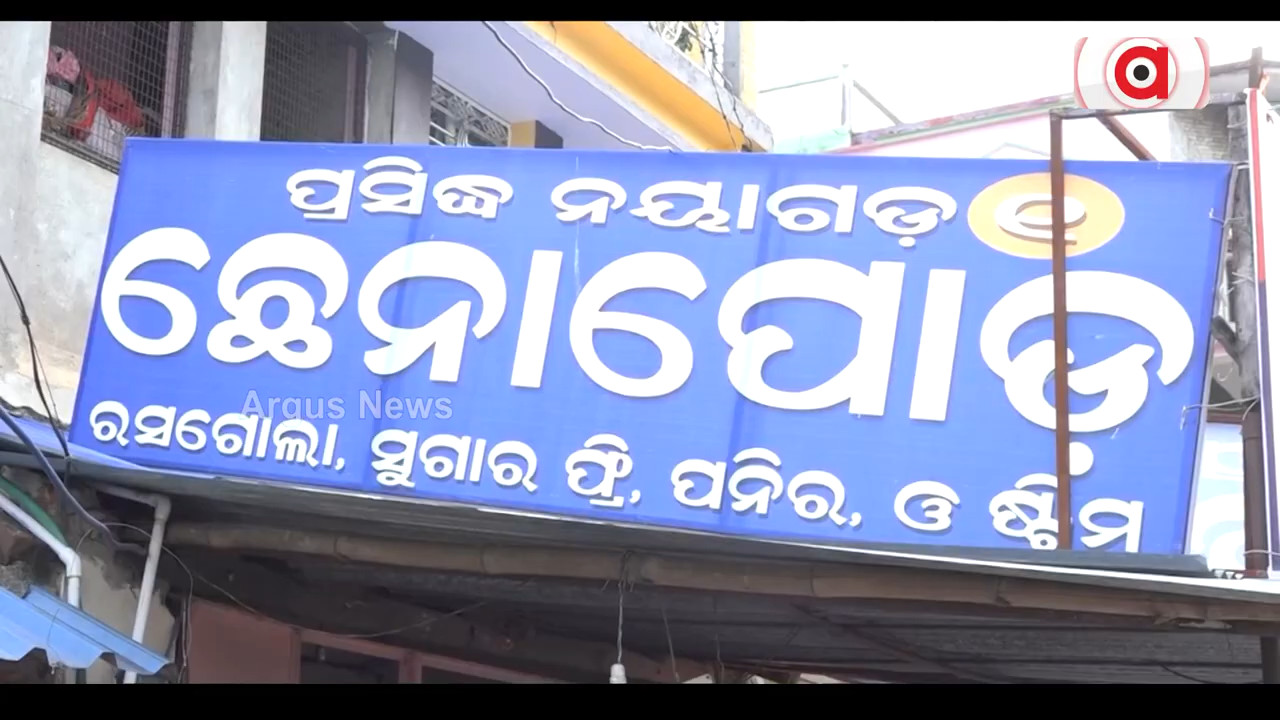 a
ପ୍ରସିଦ୍ଧ ନୟାଗଡ଼ ର
ଛେନାପୋଡ଼
Argus News
ରସଗୋଲା, ସୁଗାର ଫ୍ରି, ପନିର, ଓ ଷ୍ଟିମ